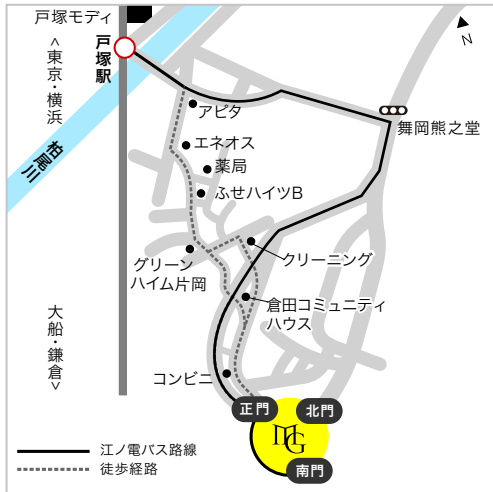 戸塚モディ
戸塚駅
<東京・横浜
N
アピタ
舞岡熊之堂
柏尾川
エネオス
薬局
ふせハイツB
クリーニング
グリーン
ハイム片岡
倉田コミュニティ
ハウス
大船・鎌倉>
コンビニ
正門
北門
MG
南門
江ノ電バス路線
徒歩経路